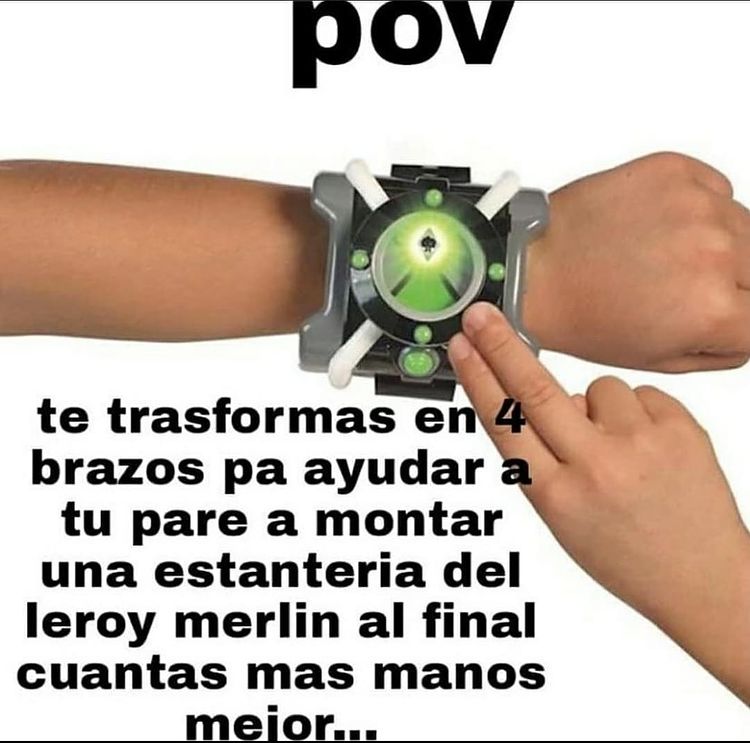 pov
te trasformas en 4
brazos pa ayudar a
tu pare a montar
una estanteria del
leroy merlin al final
cuantas mas manos
mejor...